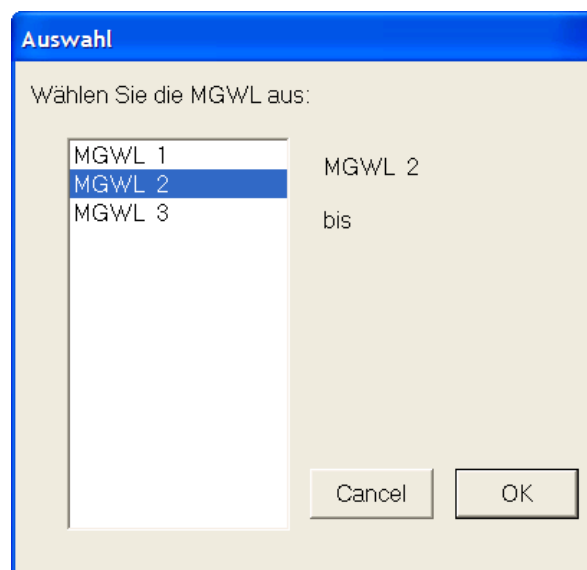 Auswahl
Wählen Sie die MGWL aus:
MGWL 1
MGWL 2
MGWL 3
MGWL 2
bis
Cancel
OK